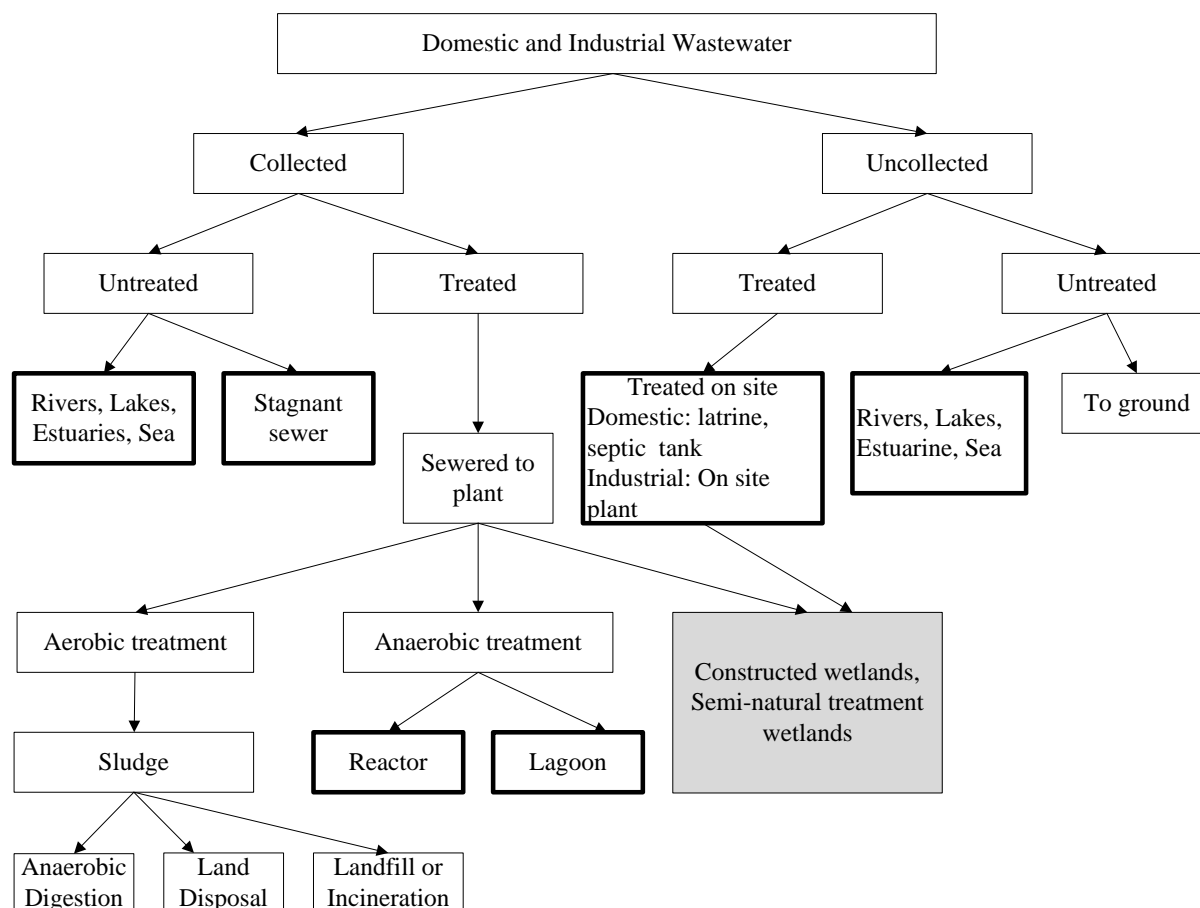 Domestic and Industrial Wastewater
Collected
Uncollected
Untreated
Treated
Treated
Untreated
Rivers, Lakes,
Estuaries, Sea
Stagnant
sewer
Sewered to
plant
Treated on site
Domestic: latrine,
septic tank
Industrial: On site
plant
Rivers, Lakes,
Estuarine, Sea
To ground
Aerobic treatment
Anaerobic treatment
Constructed wetlands,
Semi-natural treatment
wetlands
Sludge
Reactor
Lagoon
Anaerobic
Digestion
Land
Disposal
Landfill or
Incineration